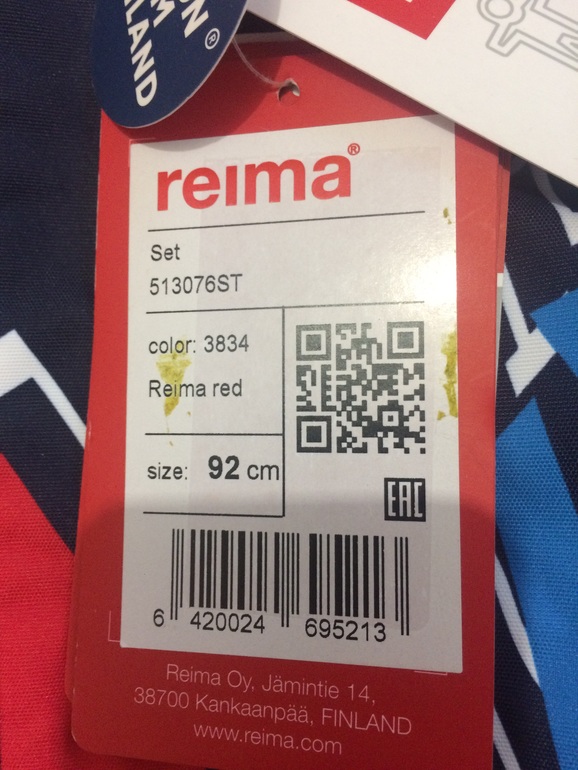 ON®
M
LAND
reima®
Set
513076ST
color: 3834
Reima red
size: 92 cm
EAC
6 420024 695213
Reima Oy, Jämintie 14,
38700 Kankaanpää, FINLAND
www.reima.com